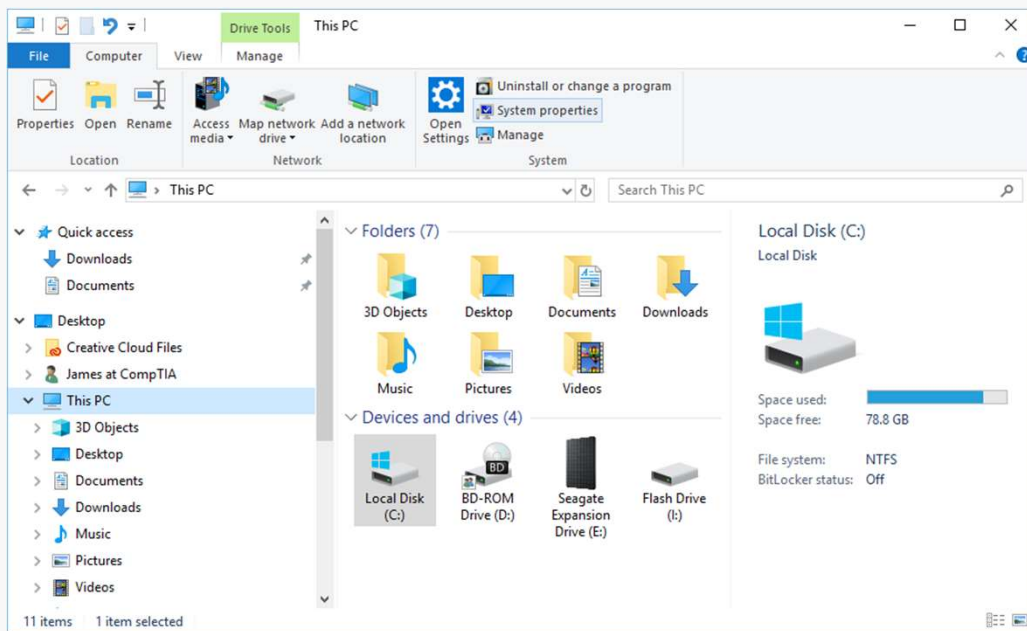 Drive Tools This PC
File Computer View Manage
Properties Open Rename
Access media
Map network drive
Add a network location
Open Settings
Uninstall or change a program
System properties
Manage
Location Network System
This PC
Search This PC
Quick access
Downloads
Documents
Desktop
Creative Cloud Files
James at CompTIA
This PC
3D Objects
Desktop
Documents
Downloads
Music
Pictures
Videos
Folders (7)
3D Objects Desktop Documents Downloads
Music Pictures Videos
Devices and drives (4)
BD
Local Disk (C:)
BD-ROM Drive (D:)
Seagate Expansion Drive (E:)
Flash Drive (I:)
Local Disk (C:)
Local Disk
Space used:
Space free: 78.8 GB
File system: NTFS
BitLocker status: Off
11 items 1 item selected